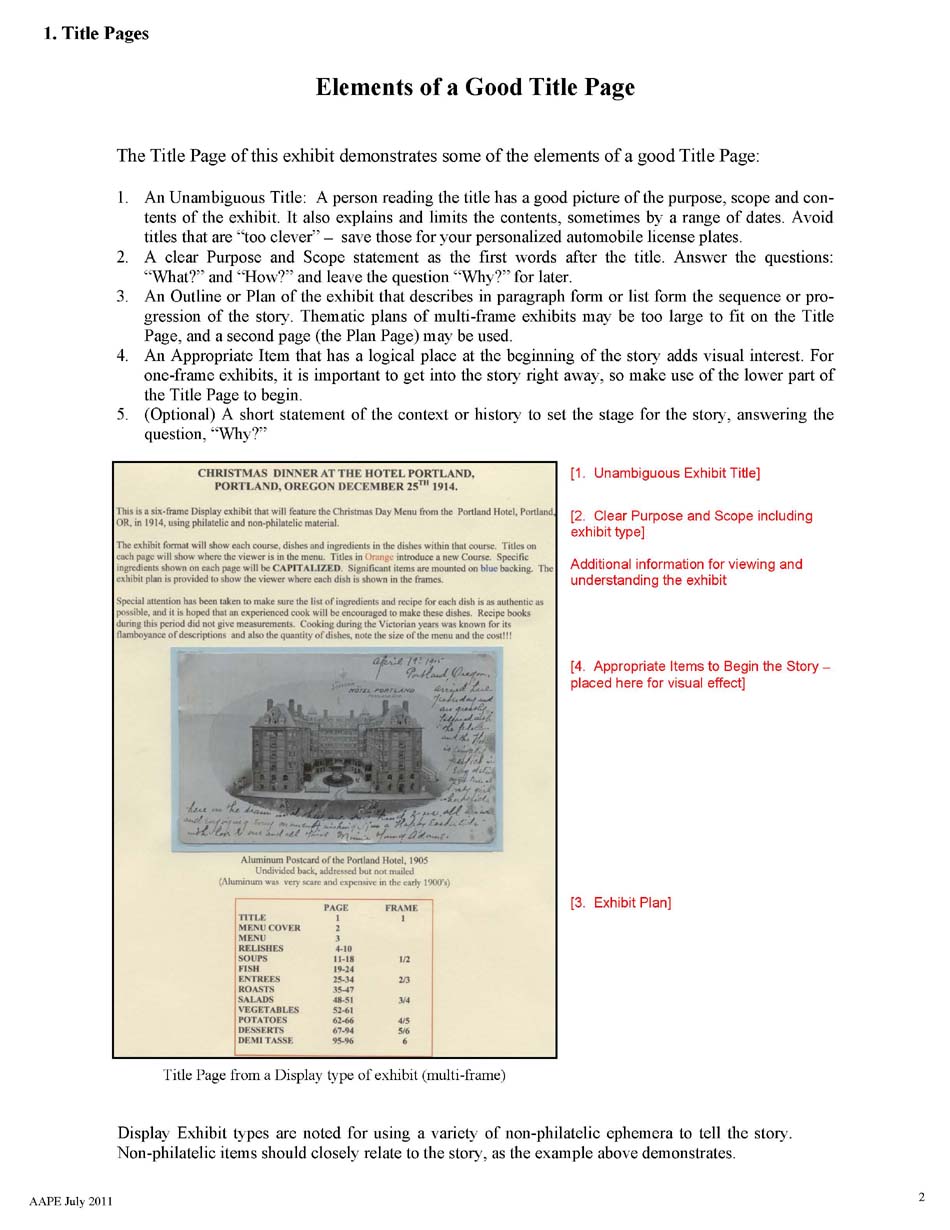 1. Title Pages
Elements of a Good Title Page
The Title Page of this exhibit demonstrates some of the elements of a good Title Page:
1. An Unambiguous Title: A person reading the title has a good picture of the purpose, scope and con-
tents of the exhibit. It also explains and limits the contents, sometimes by a range of dates. Avoid
titles that are “too clever” – save those for your personalized automobile license plates.
2. A clear Purpose and Scope statement as the first words after the title. Answer the questions:
“What?” and “How?” and leave the question “Why?” for later.
3. An Outline or Plan of the exhibit that describes in paragraph form or list form the sequence or pro-
gression of the story. Thematic plans of multi-frame exhibits may be too large to fit on the Title
Page, and a second page (the Plan Page) may be used.
4. An Appropriate Item that has a logical place at the beginning of the story adds visual interest. For
one-frame exhibits, it is important to get into the story right away, so make use of the lower part of
the Title Page to begin.
5. (Optional) A short statement of the context or history to set the stage for the story, answering the
question, “Why?”
CHRISTMAS DINNER AT THE HOTEL PORTLAND,
PORTLAND, OREGON DECEMBER 25TH 1914.
This is a six-frame Display exhibit that will feature the Christmas Day Menu from the Portland Hotel, Portland,
OR, in 1914, using philatelic and non-philatelic material.
The exhibit format will show each course, dishes and ingredients in the dishes within that course. Titles on
each page will show where the viewer is in the menu. Titles in Orange introduce a new Course. Specific
ingredients shown on each page will be CAPITALIZED. Significant items are mounted on blue backing. The
exhibit plan is provided to show the viewer where each dish is shown in the frames.
Special attention has been taken to make sure the list of ingredients and recipe for each dish is as authentic as
possible, and it is hoped that an experienced cook will be encouraged to make these dishes. Recipe books
during this period did not give measurements. Cooking during the Victorian years was known for its
flamboyance of descriptions and also the quantity of dishes, note the size of the menu and the cost!!!
[1. Unambiguous Exhibit Title]
[2. Clear Purpose and Scope including
exhibit type]
Additional information for viewing and
understanding the exhibit
[4. Appropriate Items to Begin the Story –
placed here for visual effect]
April 19 1905
Portland Oregon
HOTEL PORTLAND
Aluminum Postcard of the Portland Hotel, 1905
Undivided back, addressed but not mailed
(Aluminum was very scare and expensive in the early 1900's)
[3. Exhibit Plan]
PAGE FRAME
TITLE 1 1
MENU COVER 2
MENU 3
RELISHES 4-10
SOUPS 11-18 1/2
FISH 19-24
ENTREES 25-34 2/3
ROASTS 35-47
SALADS 48-51 3/4
VEGETABLES 52-61
POTATOES 62-66 4/5
DESSERTS 67-94 5/6
DEMI TASSE 95-96 6
Title Page from a Display type of exhibit (multi-frame)
Display Exhibit types are noted for using a variety of non-philatelic ephemera to tell the story.
Non-philatelic items should closely relate to the story, as the example above demonstrates.
AAPE July 2011
2